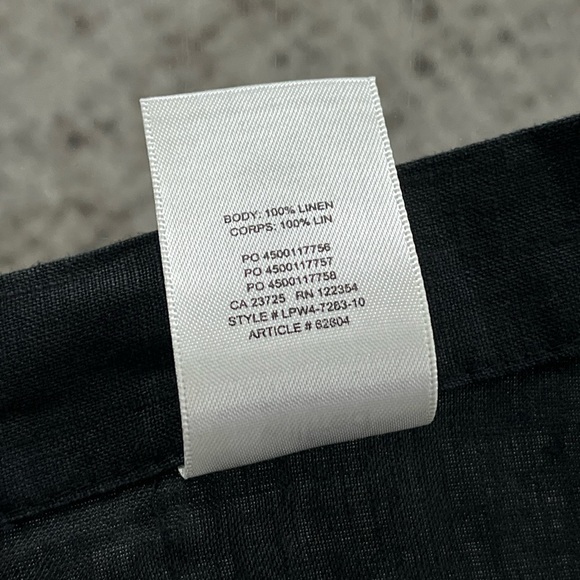 BODY: 100% LINEN
CORPS: 100% LIN
PO 4500117756
PO 4500117757
PO 4500117758
CA 23725 RN 122354
STYLE # LPW4-7283-10
ARTICLE # 82804